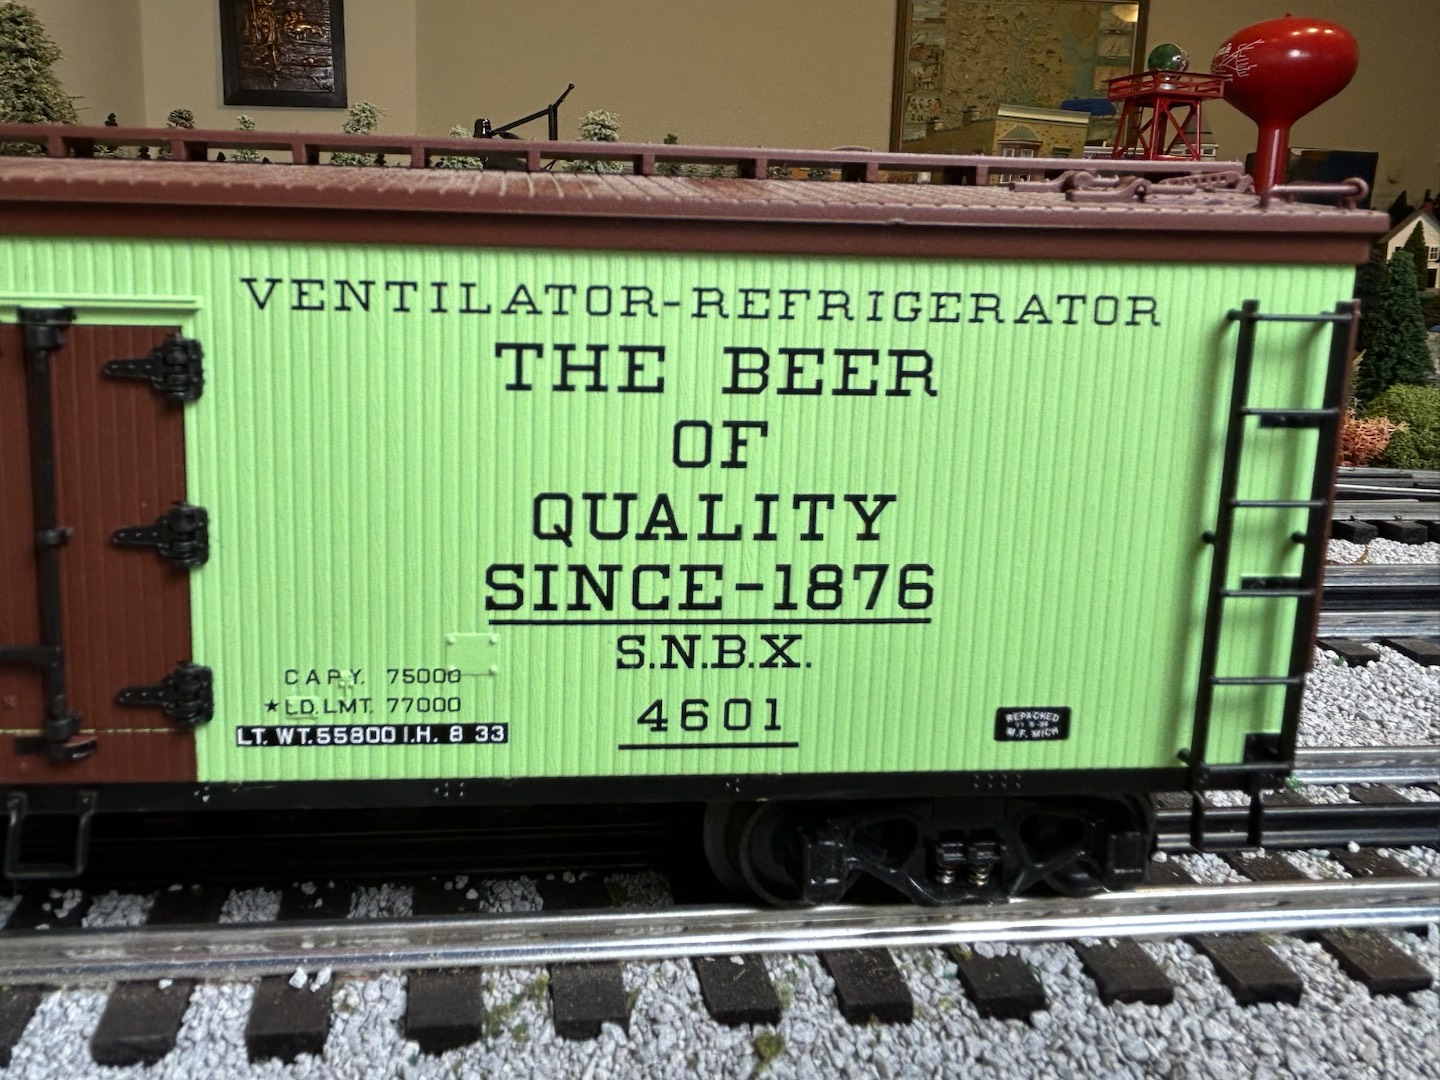 VENTILATOR-REFRIGERATOR
THE BEER
OF
QUALITY
SINCE-1876
S.N.B.X.
4601
CAPY. 75000
★LD.LMT. 77000
LT. WT. 55800 I.H. 8 33
REPACKED
M.F. MICH